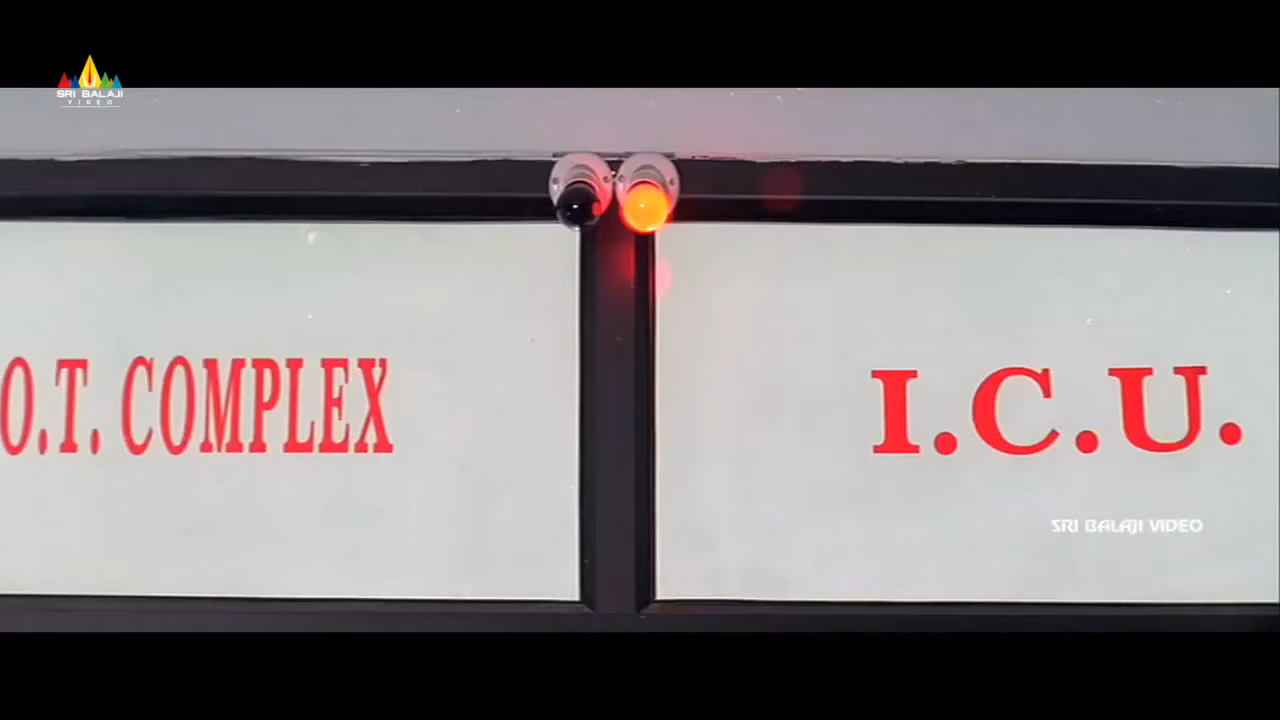 SRI BALAJI
VIDEO
O.T. COMPLEX
I.C.U.
SRI BALAJI VIDEO